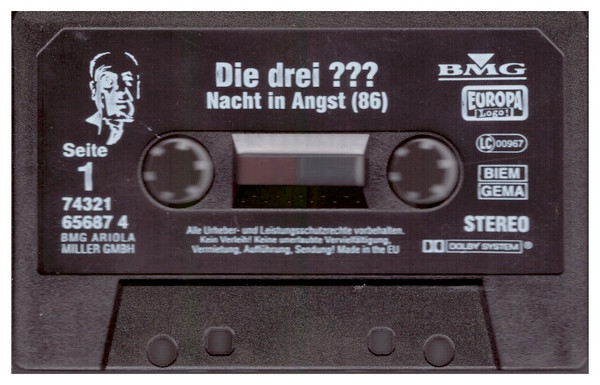 Die drei ???
Nacht in Angst (86)
BMG
EUROPA
Logo!
LC 00967
BIEM
GEMA
STEREO
DOLBY SYSTEM ®
Seite
1
74321
65687 4
BMG ARIOLA
MILLER GMBH
Alle Urheber- und Leistungsschutzrechte vorbehalten.
Kein Verleih! Keine unerlaubte Vervielfältigung,
Vermietung, Aufführung, Sendung! Made in the EU